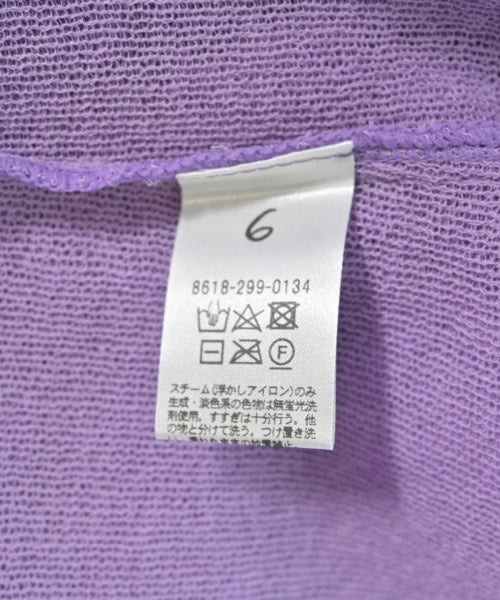 6
8618-299-0134
F
スチーム(浮かしアイロン)のみ
生成・淡色系の色物は無蛍光洗
剤使用。すすぎは十分行う。他
の物と分けて洗う。つけ置き洗